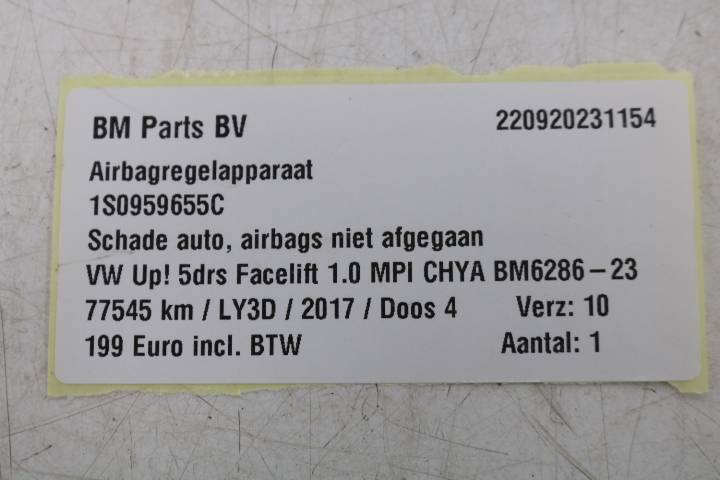 BM Parts BV 220920231154
Airbagregelapparaat
1S0959655C
Schade auto, airbags niet afgegaan
VW Up! 5drs Facelift 1.0 MPI CHYA BM6286-23
77545 km / LY3D / 2017 / Doos 4 Verz: 10
199 Euro incl. BTW Aantal: 1